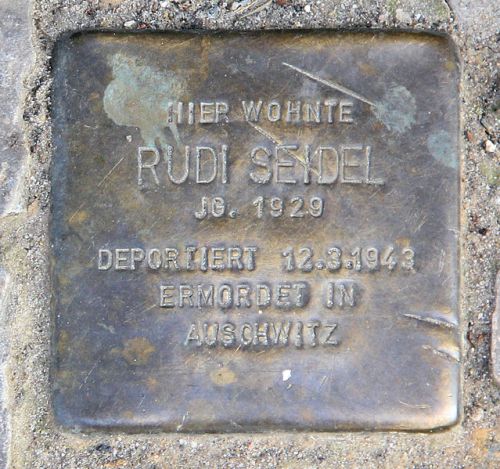 HIER WOHNTE
RUDI SEIDEL
JG. 1929
DEPORTIERT 12.3.1943
ERMORDET IN
AUSCHWITZ